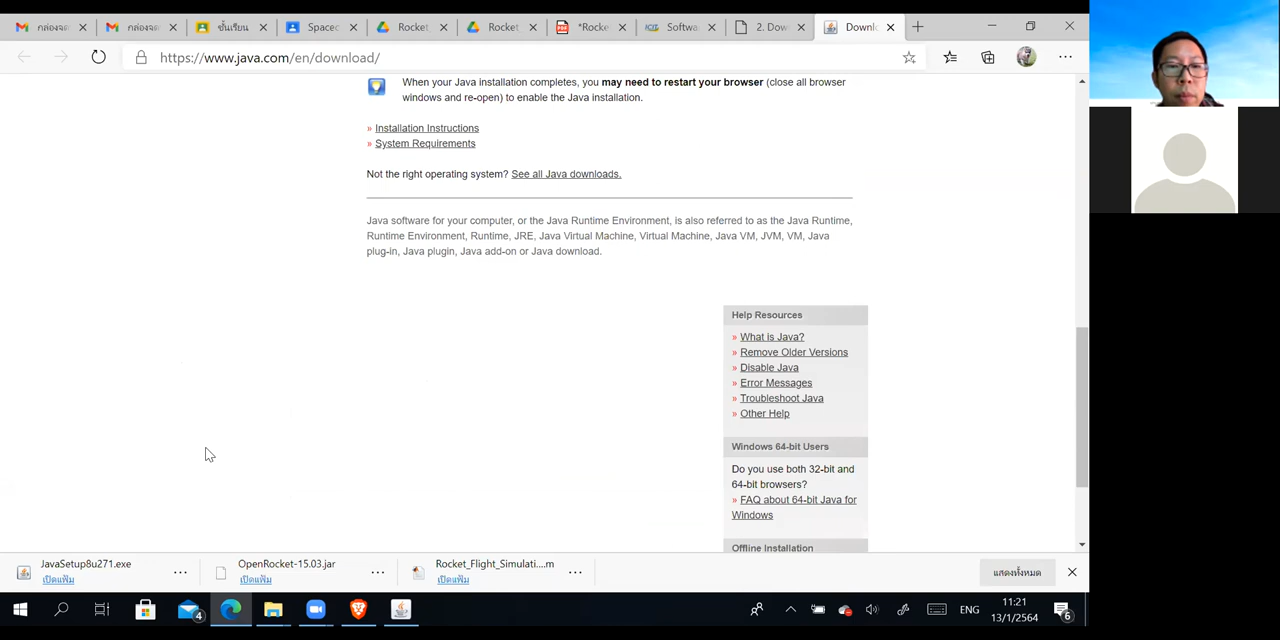 กล่องจด
กล่องจด
ชั้นเรียน
Spacec
Rocket
Rocket
*Rocke
Softwa
2. Dow
Downlo
https://www.java.com/en/download/
When your Java installation completes, you may need to restart your browser (close all browser
windows and re-open) to enable the Java installation.
» Installation Instructions
» System Requirements
Not the right operating system? See all Java downloads.
Java software for your computer, or the Java Runtime Environment, is also referred to as the Java Runtime,
Runtime Environment, Runtime, JRE, Java Virtual Machine, Virtual Machine, Java VM, JVM, VM, Java
plug-in, Java plugin, Java add-on or Java download.
Help Resources
» What is Java?
» Remove Older Versions
» Disable Java
» Error Messages
» Troubleshoot Java
» Other Help
Windows 64-bit Users
Do you use both 32-bit and
64-bit browsers?
» FAQ about 64-bit Java for
Windows
Offline Installation
JavaSetup8u271.exe
เปิดแฟ้ม
OpenRocket-15.03.jar
เปิดแฟ้ม
Rocket_Flight_Simulati....m
เปิดแฟ้ม
แสดงทั้งหมด
4
ENG
11:21
13/1/2564
6